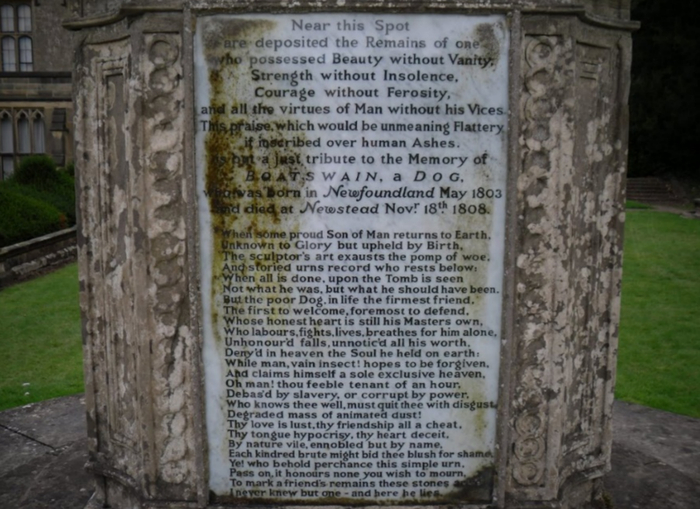 Near this Spot
are deposited the Remains of one
who possessed Beauty without Vanity,
Strength without Insolence,
Courage without Ferosity,
and all the virtues of Man without his Vices.
This praise, which would be unmeaning Flattery
if inscribed over human Ashes.
is but a just tribute to the Memory of
BOATSWAIN, a DOG,
who was born in Newfoundland May 1803
and died at Newstead Novr 18th 1808.
When some proud Son of Man returns to Earth,
Unknown to Glory but upheld by Birth,
The sculptor's art exausts the pomp of woe,
And storied urns record who rests below:
When all is done, upon the Tomb is seen
Not what he was, but what he should have been.
But the poor Dog, in life the firmest friend,
The first to welcome, foremost to defend,
Whose honest heart is still his Masters own,
Who labours, fights, lives, breathes for him alone,
Unhonour'd falls, unnotic'd all his worth,
Deny'd in heaven the Soul he held on earth:
While man, vain insect! hopes to be forgiven,
And claims himself a sole exclusive heaven,
Oh man! thou feeble tenant of an hour,
Debas'd by slavery, or corrupt by power,
Who knows thee well, must quit thee with disgust,
Degraded mass of animated dust!
Thy love is lust, thy friendship all a cheat,
Thy tongue hypocrisy, thy heart deceit,
By nature vile, ennobled but by name,
Each kindred brute might bid thee blush for shame,
Ye! who behold perchance this simple urn,
Pass on, it honours none you wish to mourn,
To mark a friend's remains these stones
I never knew but one - and here he lies.